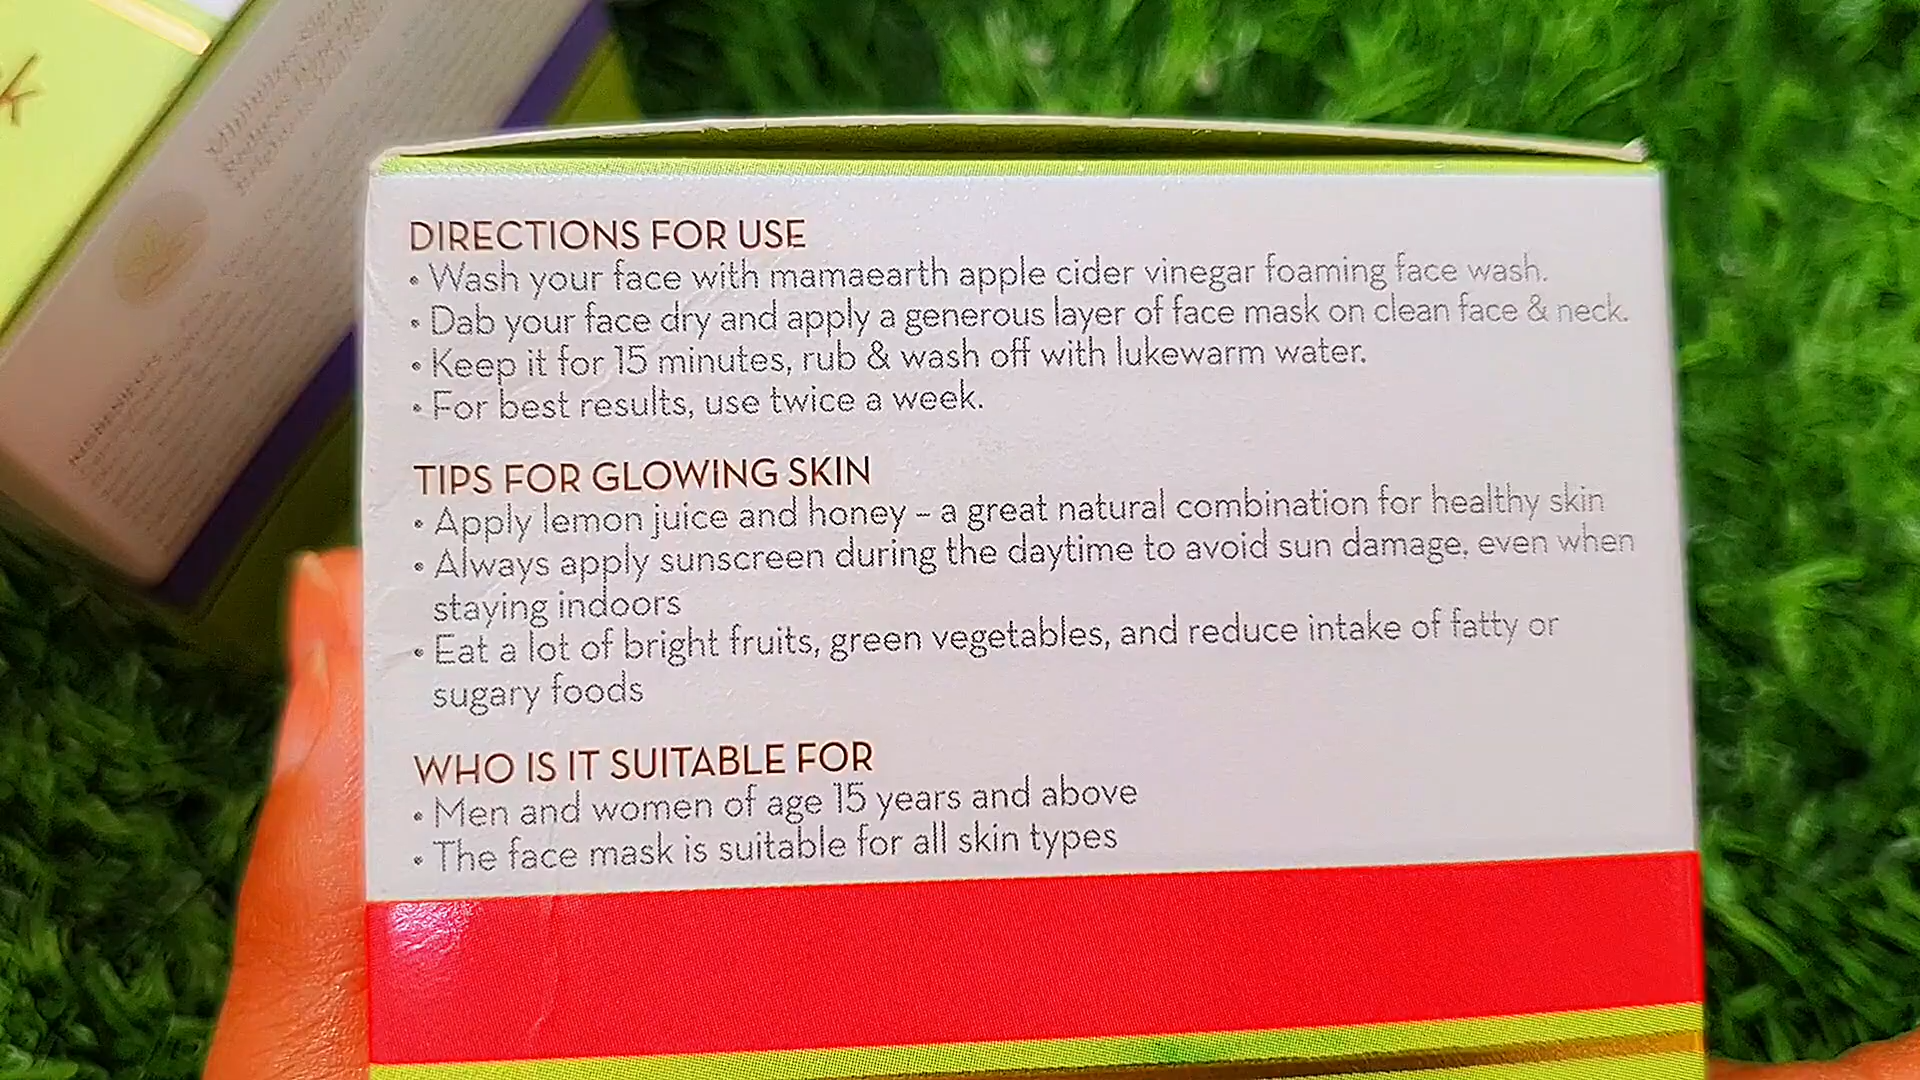 DIRECTIONS FOR USE
• Wash your face with mamaearth apple cider vinegar foaming face wash.
• Dab your face dry and apply a generous layer of face mask on clean face & neck.
• Keep it for 15 minutes, rub & wash off with lukewarm water.
• For best results, use twice a week.
TIPS FOR GLOWING SKIN
• Apply lemon juice and honey – a great natural combination for healthy skin
• Always apply sunscreen during the daytime to avoid sun damage, even when
staying indoors
• Eat a lot of bright fruits, green vegetables, and reduce intake of fatty or
sugary foods
WHO IS IT SUITABLE FOR
• Men and women of age 15 years and above
• The face mask is suitable for all skin types